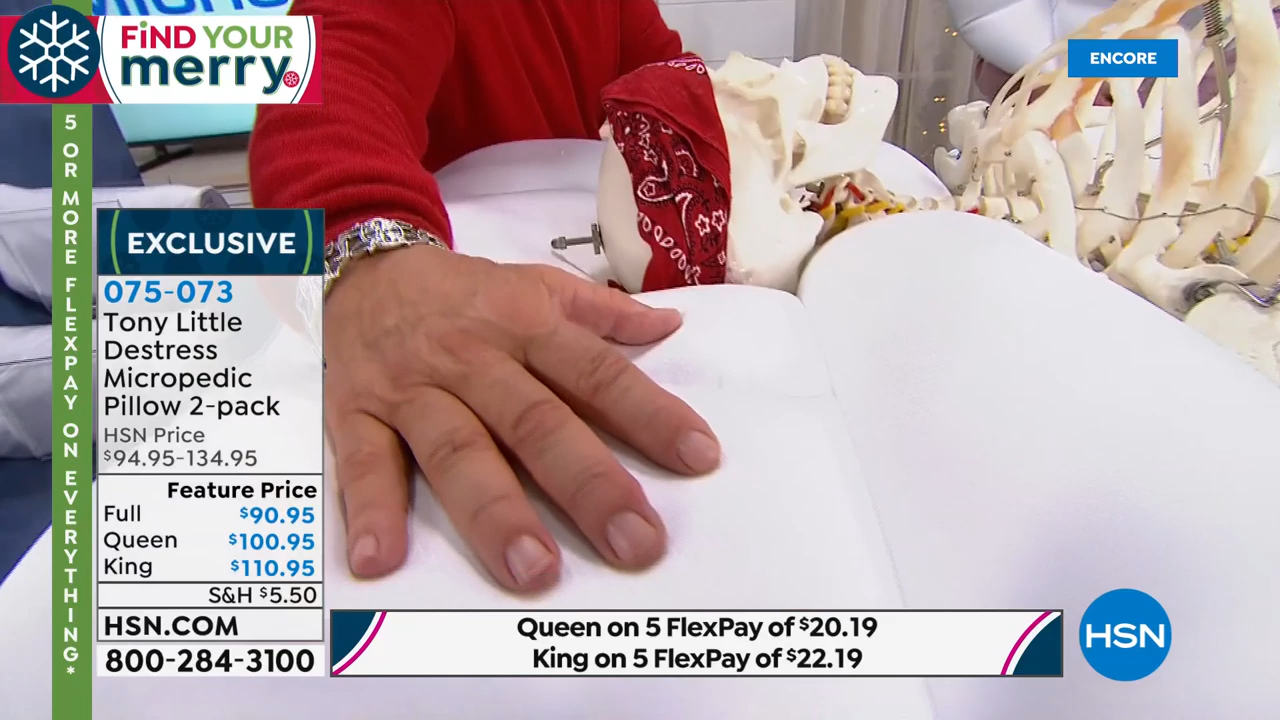 FiND YOUR
merry
ENCORE
5 OR MORE FLEXPAY ON EVERYTHING*
EXCLUSIVE
075-073
Tony Little
Destress
Micropedic
Pillow 2-pack
HSN Price
$94.95-134.95
Feature Price
Full $90.95
Queen $100.95
King $110.95
S&H $5.50
HSN.COM
800-284-3100
Queen on 5 FlexPay of $20.19
King on 5 FlexPay of $22.19
HSN